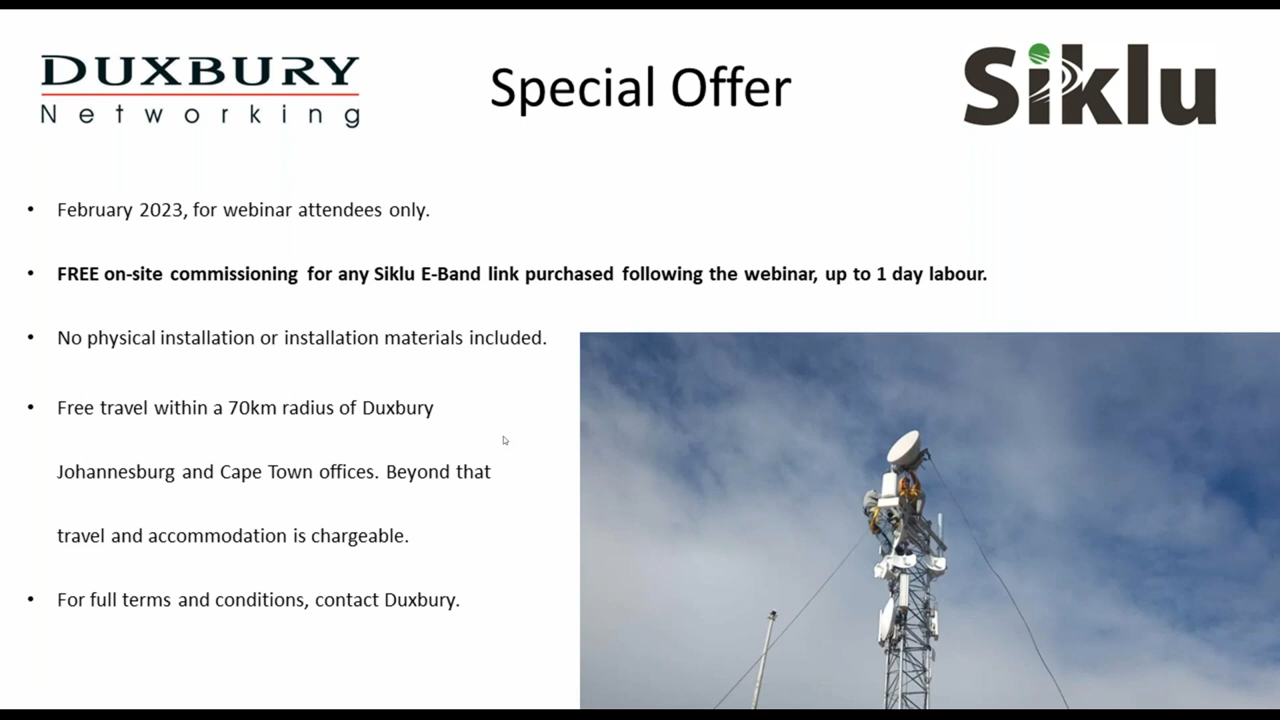 DUXBURY
Networking
Special Offer
Siklu
• February 2023, for webinar attendees only.
• FREE on-site commissioning for any Siklu E-Band link purchased following the webinar, up to 1 day labour.
• No physical installation or installation materials included.
• Free travel within a 70km radius of Duxbury
Johannesburg and Cape Town offices. Beyond that
travel and accommodation is chargeable.
• For full terms and conditions, contact Duxbury.